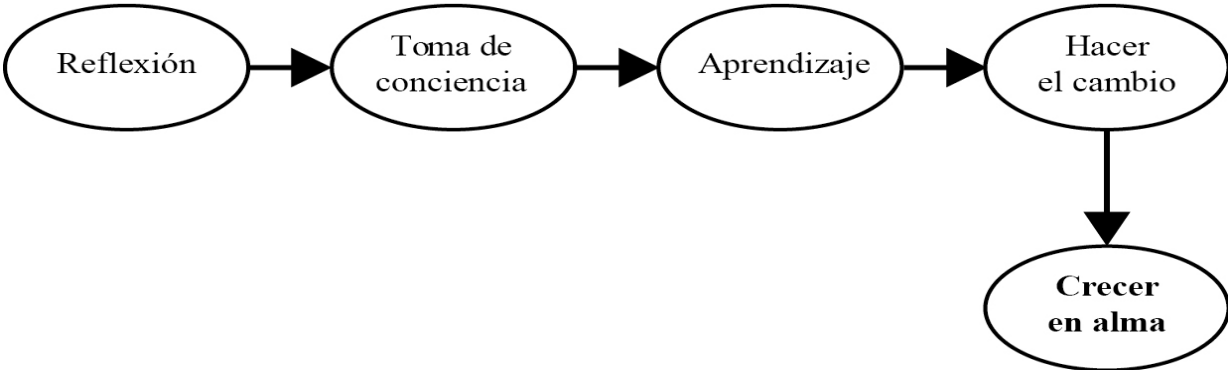 Reflexión
Toma de
conciencia
Aprendizaje
Hacer
el cambio
Crecer
en alma